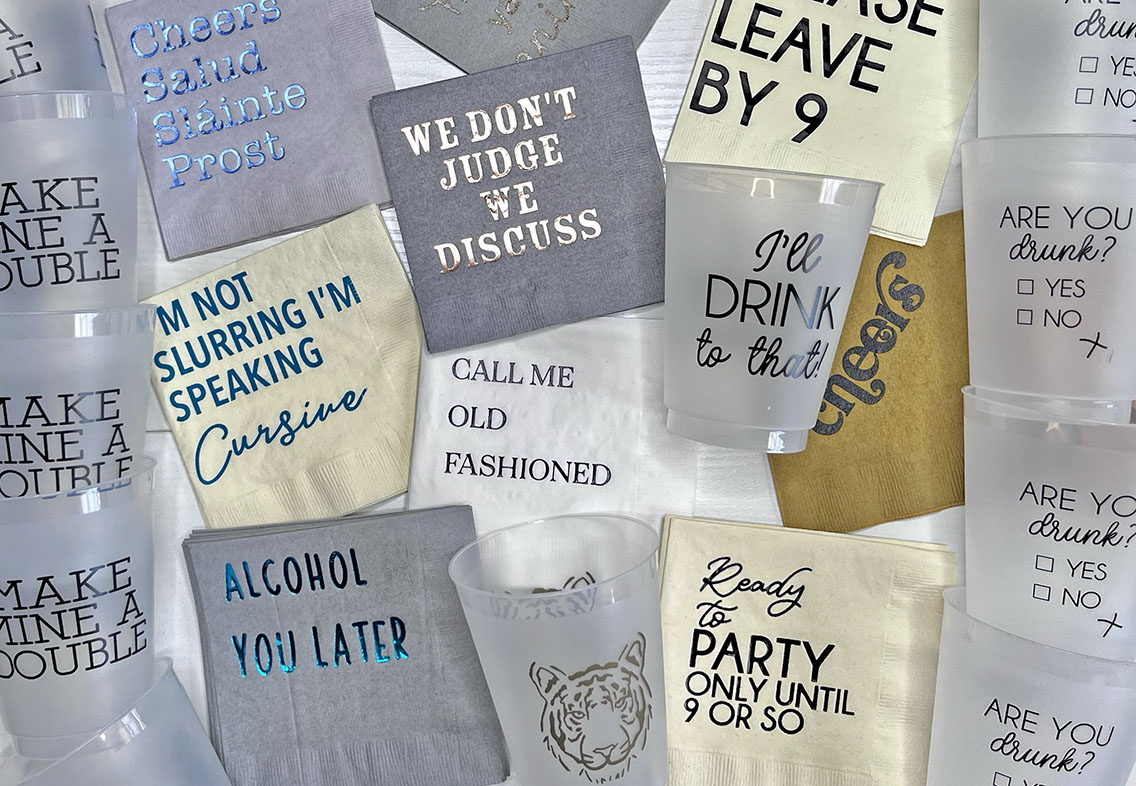 Cheers
Salud
Sláinte
Prost
WE DON'T
JUDGE
WE
DISCUSS
LEAVE
BY 9
ARE YOU
drunk?
YES
NO
I'll
DRINK
to that!
cheers
I'M NOT
SLURRING I'M
SPEAKING
Cursive
CALL ME
OLD
FASHIONED
ALCOHOL
YOU LATER
Ready
to
PARTY
ONLY UNTIL
9 OR SO
MAKE
MINE A
DOUBLE
MAKE
MINE A
DOUBLE
MAKE
MINE A
DOUBLE
drunk?
YES
NO
ARE YOU
drunk?
YES
NO
ARE YOU
drunk?